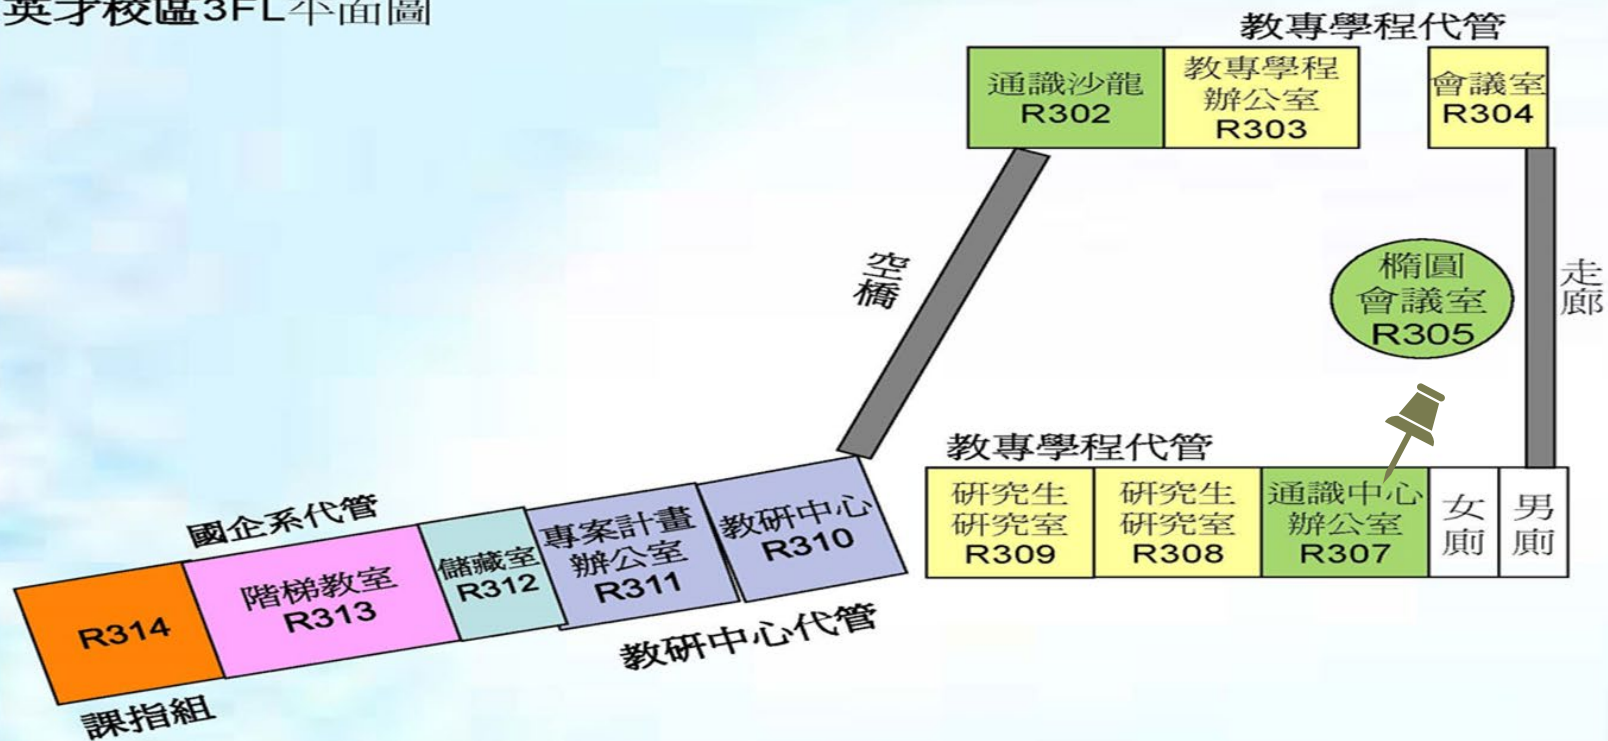 英才校區3FL平面圖
教專學程代管
通識沙龍
R302
教專學程
辦公室
R303
會議室
R304
空橋
橢圓
會議室
R305
走廊
教專學程代管
研究生
研究室
R309
研究生
研究室
R308
通識中心
辦公室
R307
女廁
男廁
國企系代管
R314
階梯教室
R313
儲藏室
R312
專案計畫
辦公室
R311
教研中心
R310
教研中心代管
課指組